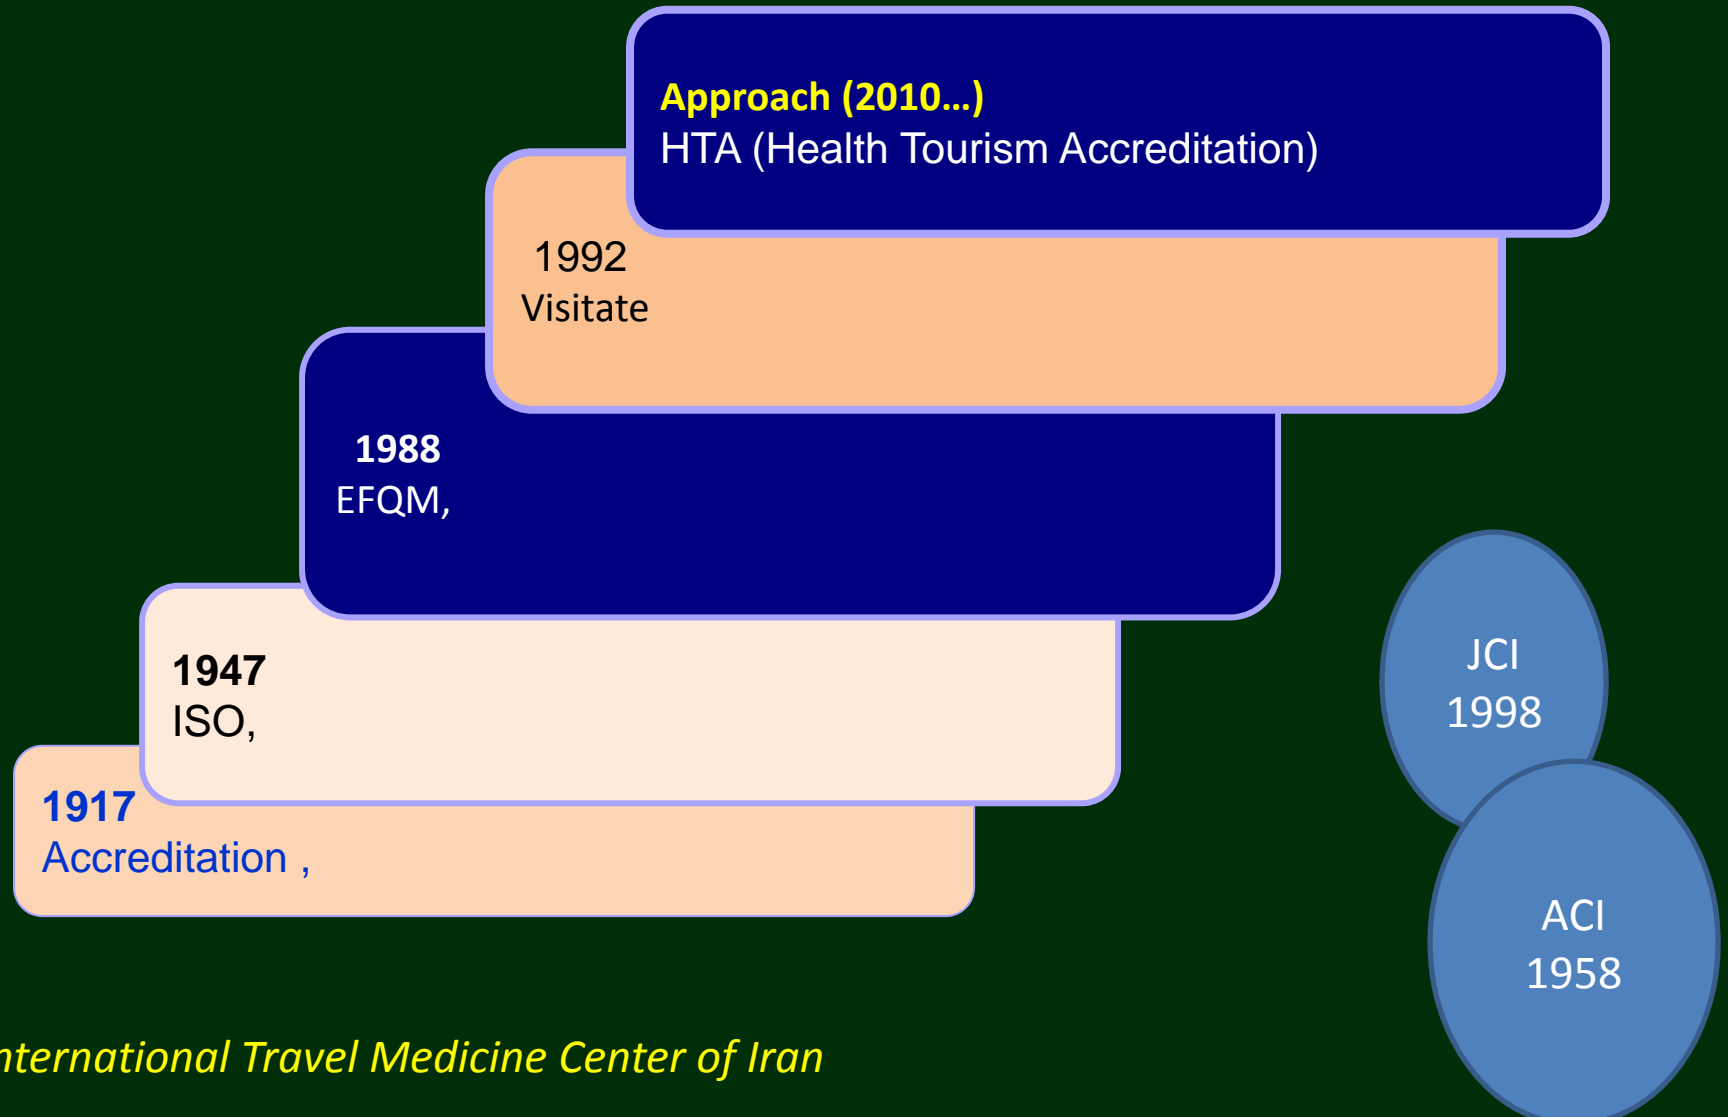 Approach (2010...)
HTA (Health Tourism Accreditation)
1992
Visitate
1988
EFQM,
1947
ISO,
1917
Accreditation ,
JCI
1998
ACI
1958
nternational Travel Medicine Center of Iran